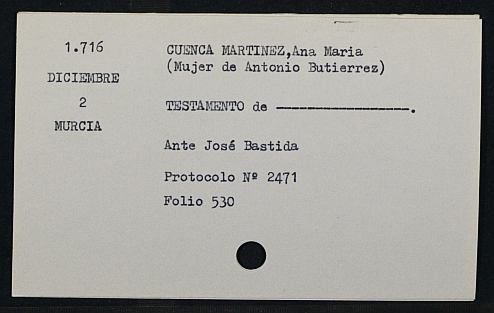 1.716
DICIEMBRE
2
MURCIA
CUENCA MARTINEZ,Ana Maria
(Mujer de Antonio Butierrez)
TESTAMENTO de ————————.
Ante José Bastida
Protocolo Nº 2471
Folio 530